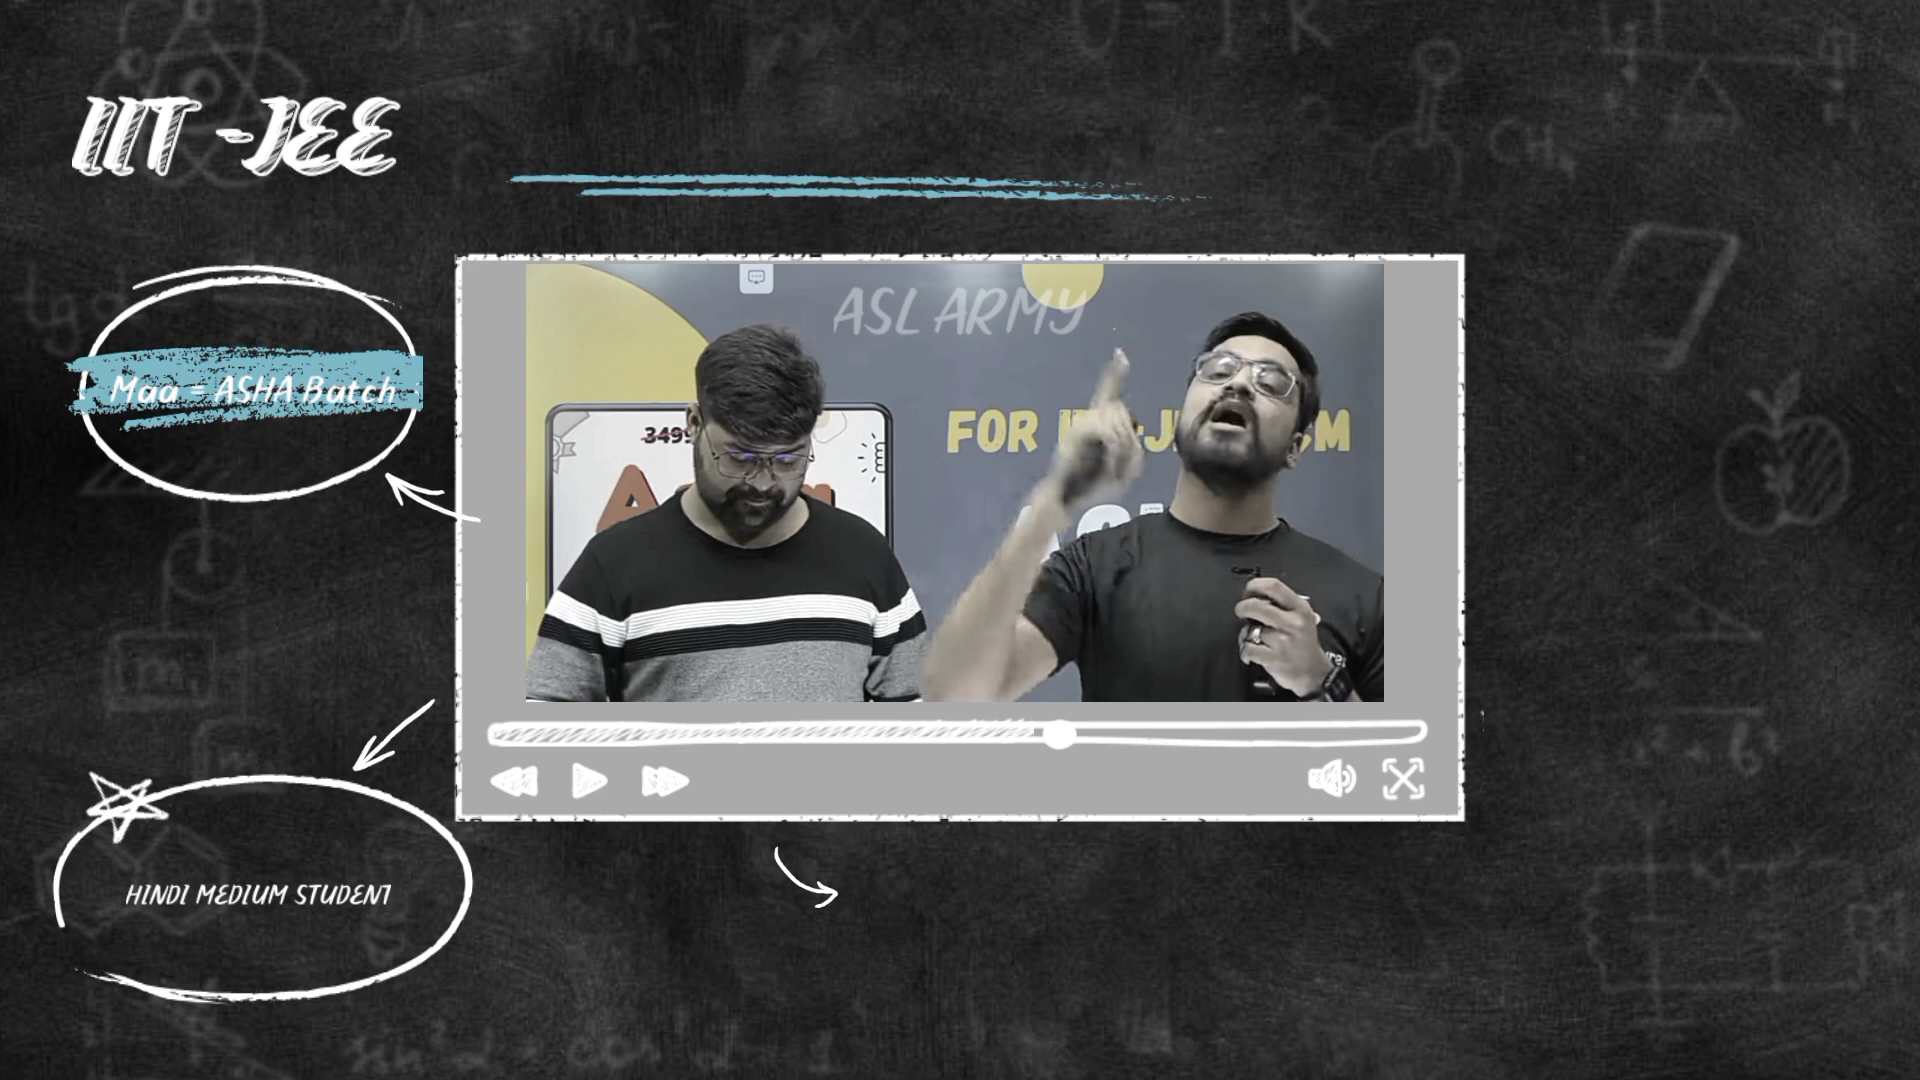 IIT -JEE
ASL ARMY
! Maa = ASHA Batch
3499
FOR
HINDI MEDIUM STUDENT